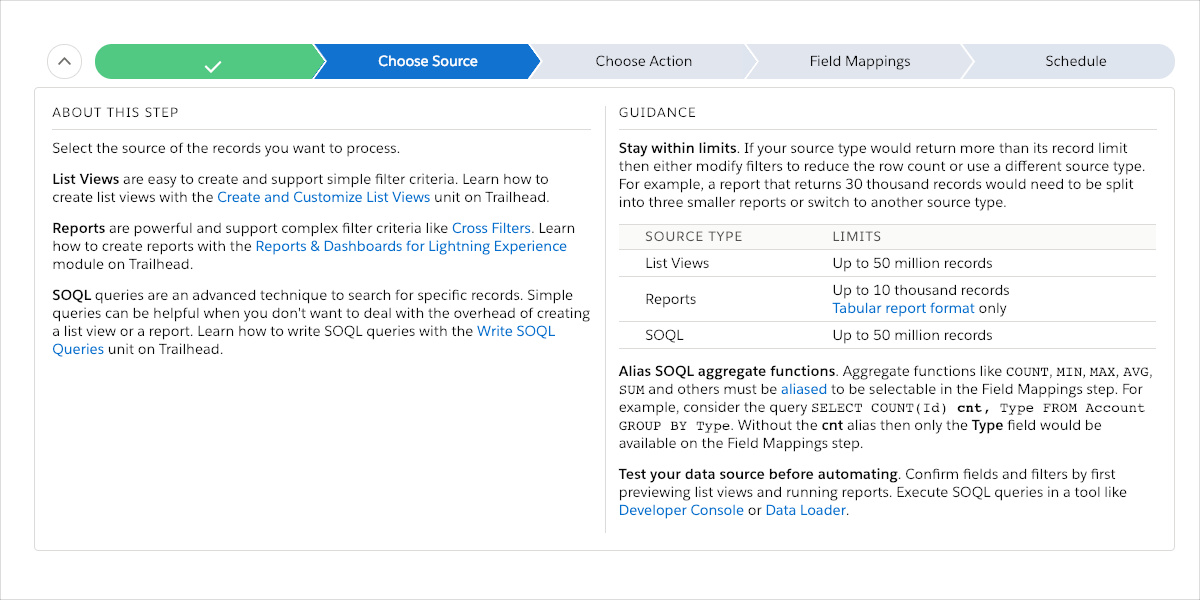 Choose Source
Choose Action
Field Mappings
Schedule
ABOUT THIS STEP
Select the source of the records you want to process.
List Views are easy to create and support simple filter criteria. Learn how to
create list views with the Create and Customize List Views unit on Trailhead.
Reports are powerful and support complex filter criteria like Cross Filters. Learn
how to create reports with the Reports & Dashboards for Lightning Experience
module on Trailhead.
SOQL queries are an advanced technique to search for specific records. Simple
queries can be helpful when you don't want to deal with the overhead of creating
a list view or a report. Learn how to write SOQL queries with the Write SOQL
Queries unit on Trailhead.
GUIDANCE
Stay within limits. If your source type would return more than its record limit
then either modify filters to reduce the row count or use a different source type.
For example, a report that returns 30 thousand records would need to be split
into three smaller reports or switch to another source type.
SOURCE TYPE LIMITS
List Views Up to 50 million records
Reports Up to 10 thousand records
Tabular report format only
SOQL Up to 50 million records
Alias SOQL aggregate functions. Aggregate functions like COUNT, MIN, MAX, AVG,
SUM and others must be aliased to be selectable in the Field Mappings step. For
example, consider the query SELECT COUNT(Id) cnt, Type FROM Account
GROUP BY Type. Without the cnt alias then only the Type field would be
available on the Field Mappings step.
Test your data source before automating. Confirm fields and filters by first
previewing list views and running reports. Execute SOQL queries in a tool like
Developer Console or Data Loader.